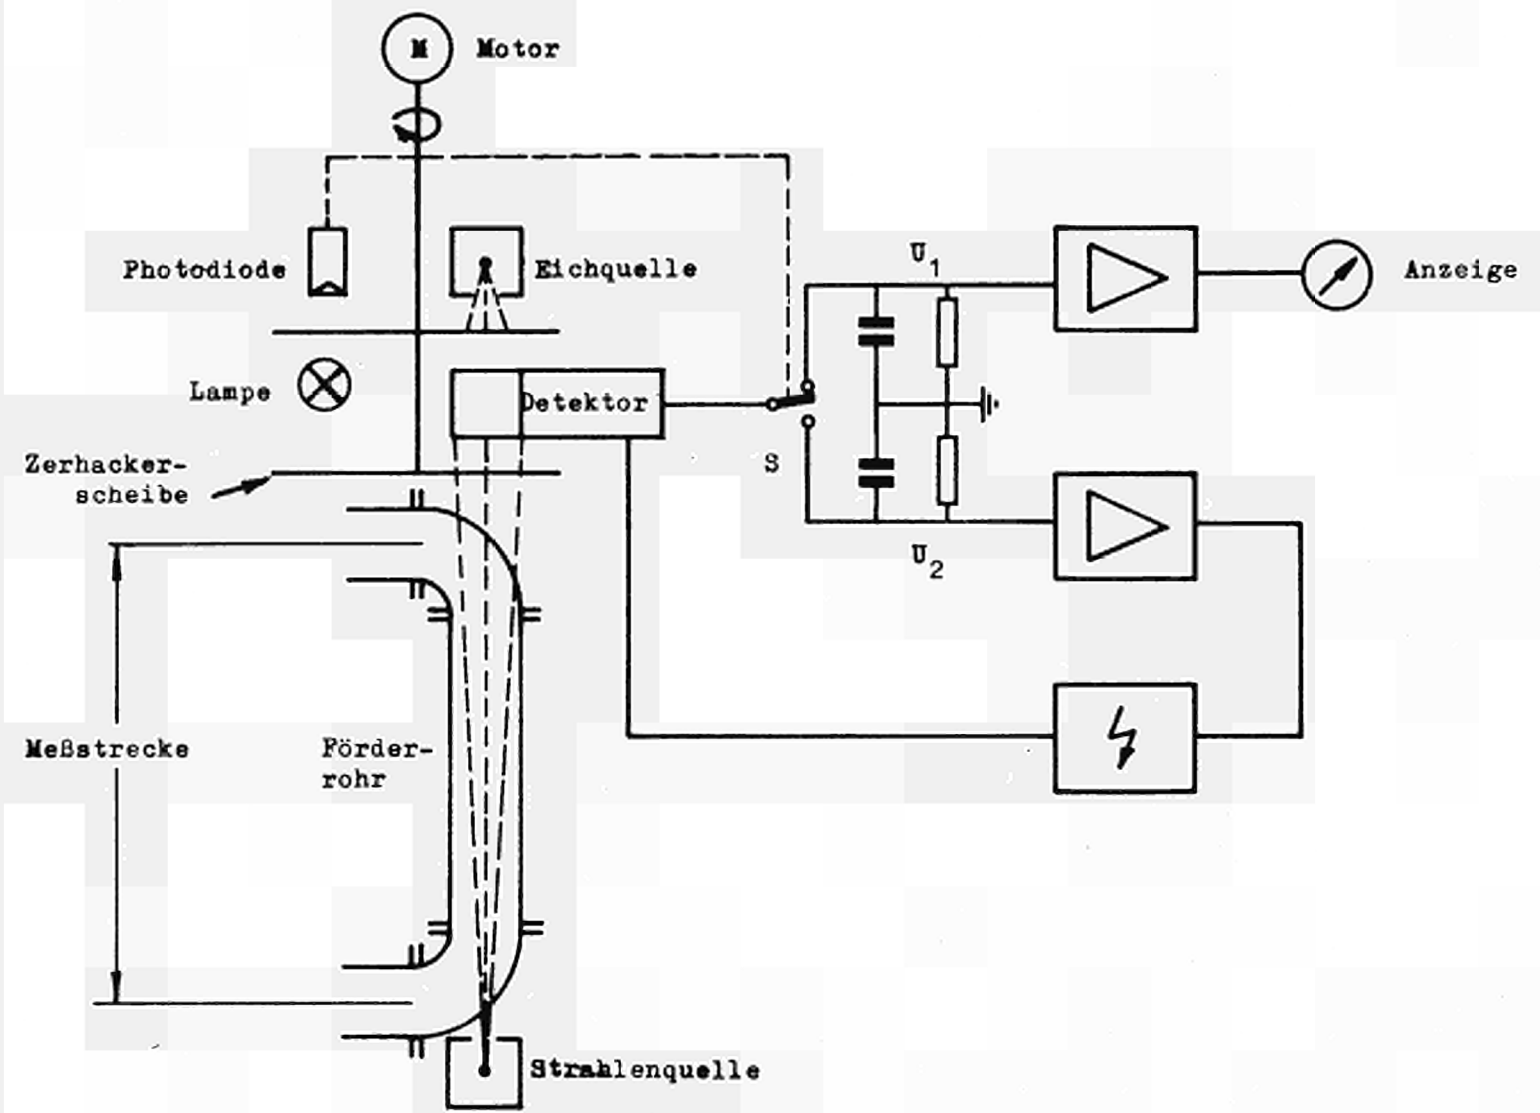 M Motor
Photodiode
Eichquelle
U1
Anzeige
Lampe
Detektor
S
Zerhacker-
scheibe
U2
Meßstrecke
Förder-
rohr
Strahlenquelle